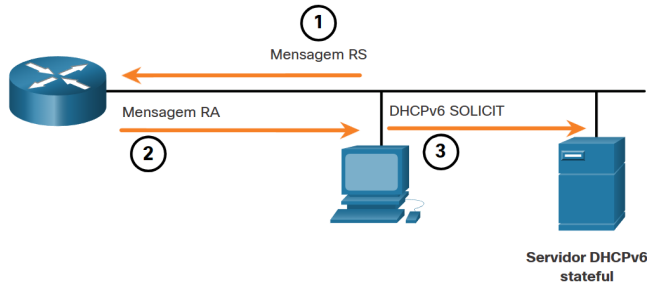 1
Mensagem RS
Mensagem RA
DHCPv6 SOLICIT
2
3
Servidor DHCPv6
stateful